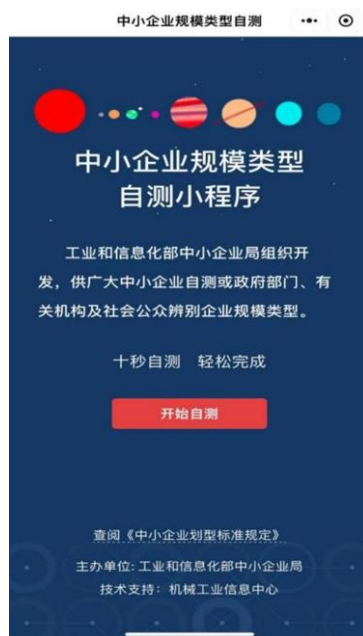 中小企业规模类型自测
中小企业规模类型
自测小程序
工业和信息化部中小企业局组织开
发，供广大中小企业自测或政府部门、有
关机构及社会公众辨别企业规模类型。
十秒自测 轻松完成
开始自测
查阅《中小企业划型标准规定》
主办单位：工业和信息化部中小企业局
技术支持：机械工业信息中心